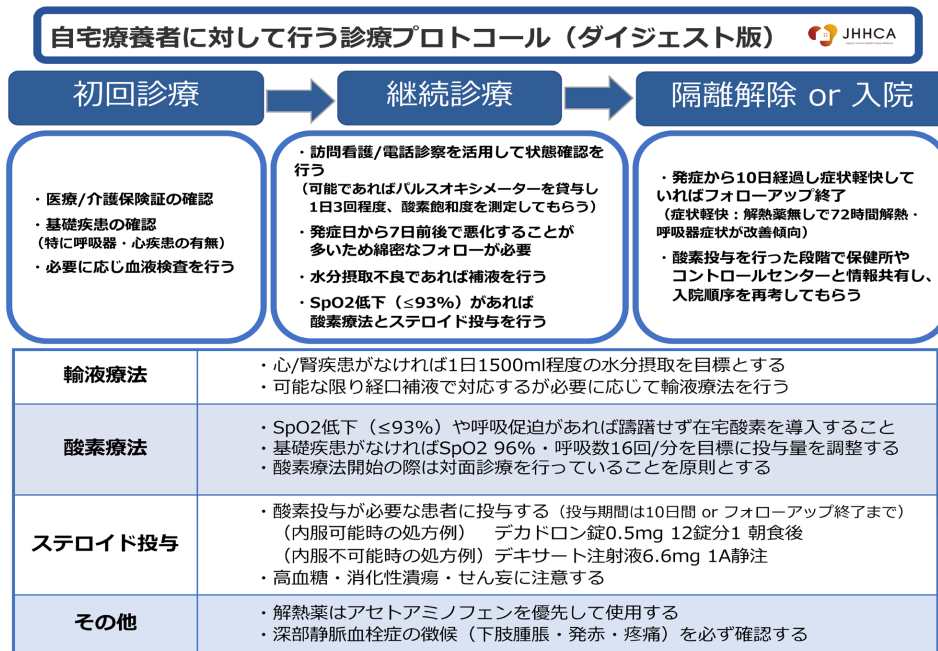 自宅療養者に対して行う診療プロトコール（ダイジェスト版）
JHHCA
初回診療
継続診療
隔離解除 or 入院
・医療/介護保険証の確認
・基礎疾患の確認
（特に呼吸器・心疾患の有無）
・必要に応じ血液検査を行う
・訪問看護/電話診察を活用して状態確認を
行う
（可能であればパルスオキシメーターを貸与し
1日3回程度、酸素飽和度を測定してもらう）
・発症日から7日前後で悪化することが
多いため綿密なフォローが必要
・水分摂取不良であれば補液を行う
・SpO2低下（≤93%）があれば
酸素療法とステロイド投与を行う
・発症から10日経過し症状軽快して
いればフォローアップ終了
（症状軽快：解熱薬無しで72時間解熱・
呼吸器症状が改善傾向）
・酸素投与を行った段階で保健所や
コントロールセンターと情報共有し、
入院順序を再考してもらう
輸液療法
・心/腎疾患がなければ1日1500ml程度の水分摂取を目標とする
・可能な限り経口補液で対応するが必要に応じて輸液療法を行う
酸素療法
・SpO2低下（≤93%）や呼吸促迫があれば躊躇せず在宅酸素を導入すること
・基礎疾患がなければSpO2 96%・呼吸数16回/分を目標に投与量を調整する
・酸素療法開始の際は対面診療を行っていることを原則とする
ステロイド投与
・酸素投与が必要な患者に投与する（投与期間は10日間 or フォローアップ終了まで）
（内服可能時の処方例） デカドロン錠0.5mg 12錠分1 朝食後
（内服不可能時の処方例）デキサート注射液6.6mg 1A静注
・高血糖・消化性潰瘍・せん妄に注意する
その他
・解熱薬はアセトアミノフェンを優先して使用する
・深部静脈血栓症の徴候（下肢腫脹・発赤・疼痛）を必ず確認する